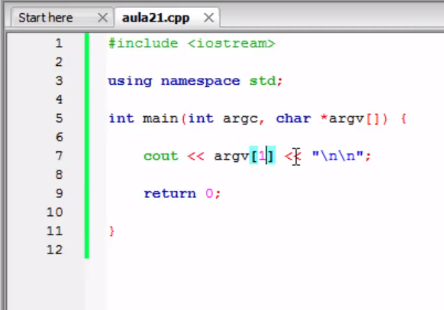 Start here aula21.cpp
1 #include <iostream>
2
3 using namespace std;
4
5 int main(int argc, char *argv[]) {
6
7 cout << argv[1] << "\n\n";
8
9 return 0;
10
11 }
12